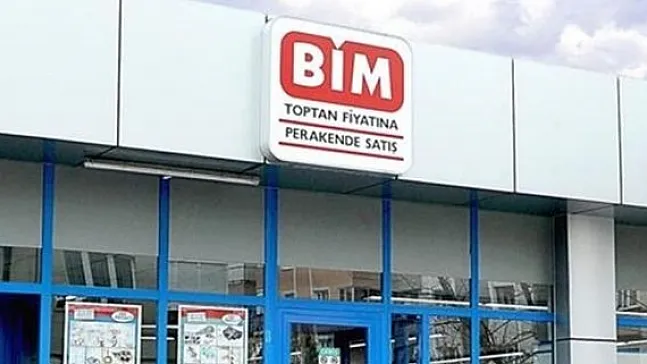 BİM
TOPTAN FİYATINA
PERAKENDE SATIŞ